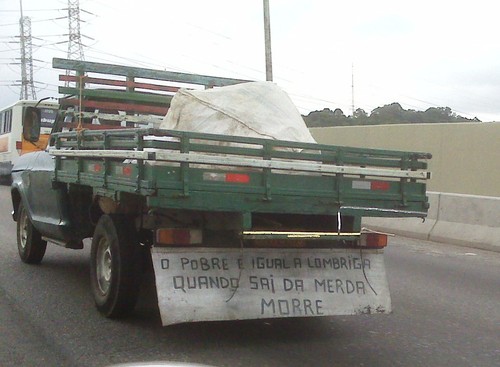 O POBRE E IGUAL A LOMBRIGA
QUANDO SAI DA MERDA
MORRE